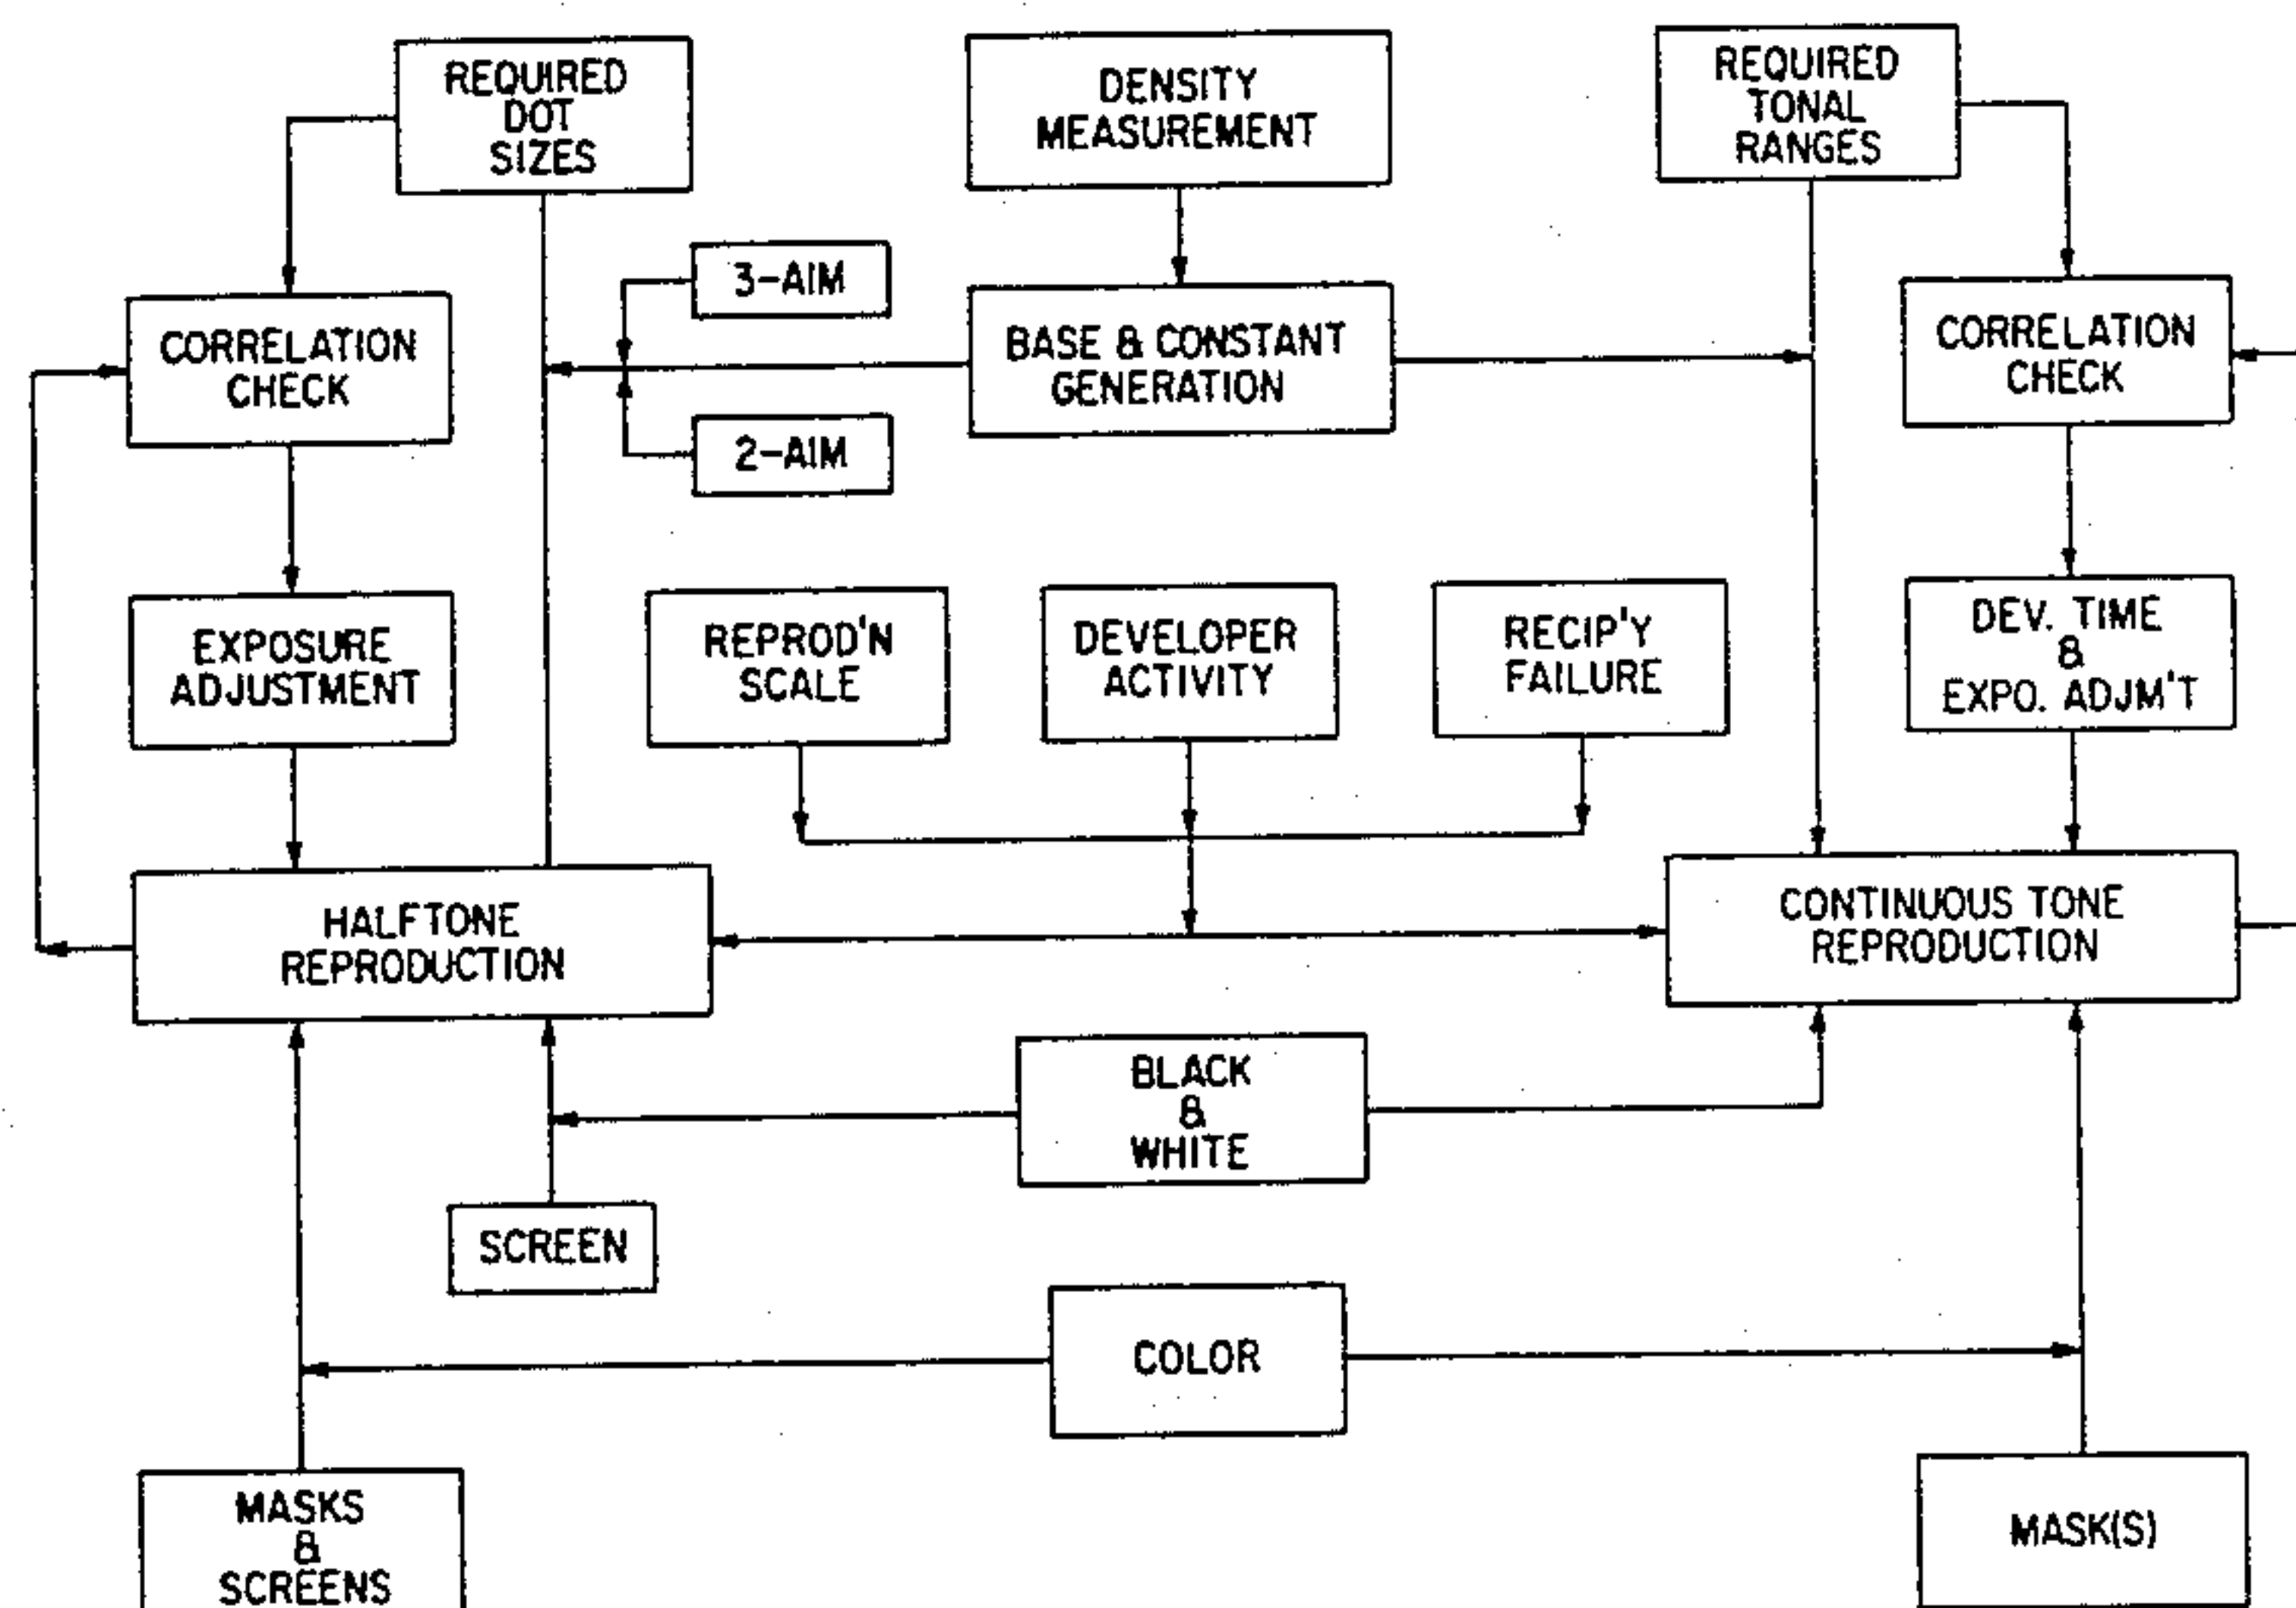 REQUIRED
DOT
SIZES
DENSITY
MEASUREMENT
REQUIRED
TONAL
RANGES
3-AIM
CORRELATION
CHECK
BASE & CONSTANT
GENERATION
CORRELATION
CHECK
2-AIM
EXPOSURE
ADJUSTMENT
REPROD'N
SCALE
DEVELOPER
ACTIVITY
RECIP'Y
FAILURE
DEV. TIME
&
EXPO. ADJM'T
HALFTONE
REPRODUCTION
CONTINUOUS TONE
REPRODUCTION
BLACK
&
WHITE
SCREEN
COLOR
MASKS
&
SCREENS
MASK(S)